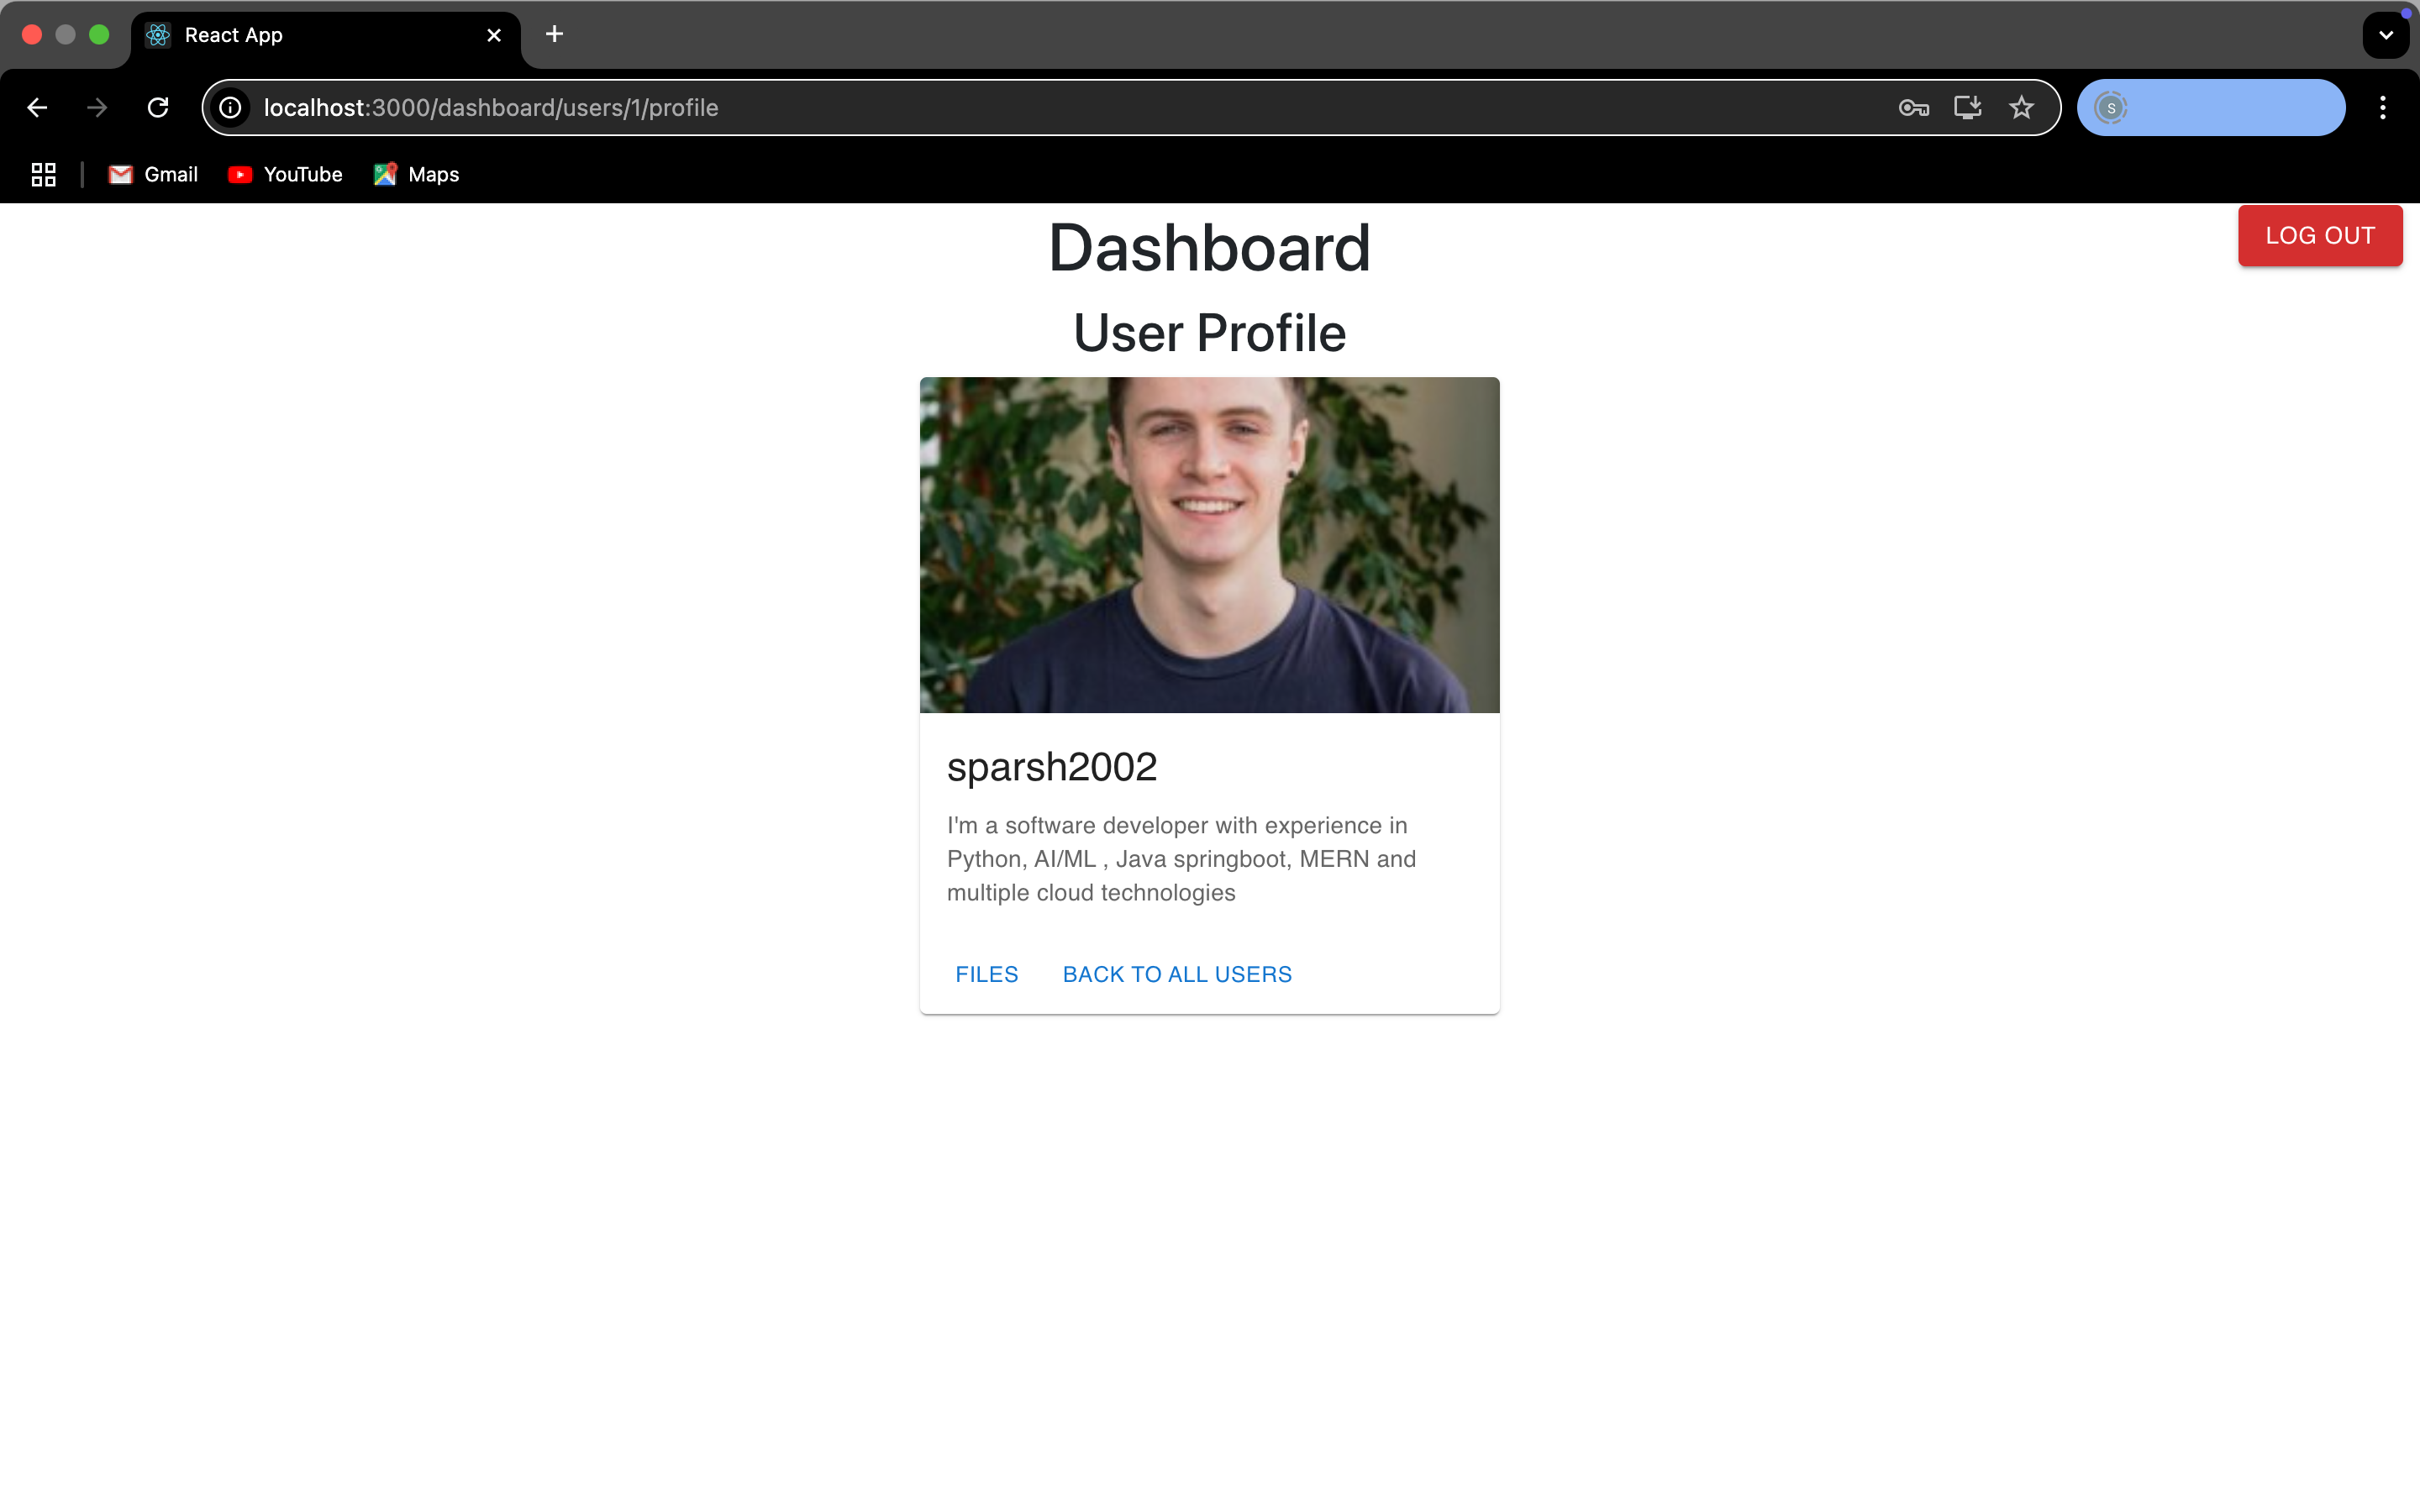 React App
localhost:3000/dashboard/users/1/profile
S
Gmail YouTube Maps
LOG OUT
Dashboard
User Profile
sparsh2002
I'm a software developer with experience in
Python, AI/ML , Java springboot, MERN and
multiple cloud technologies
FILES BACK TO ALL USERS